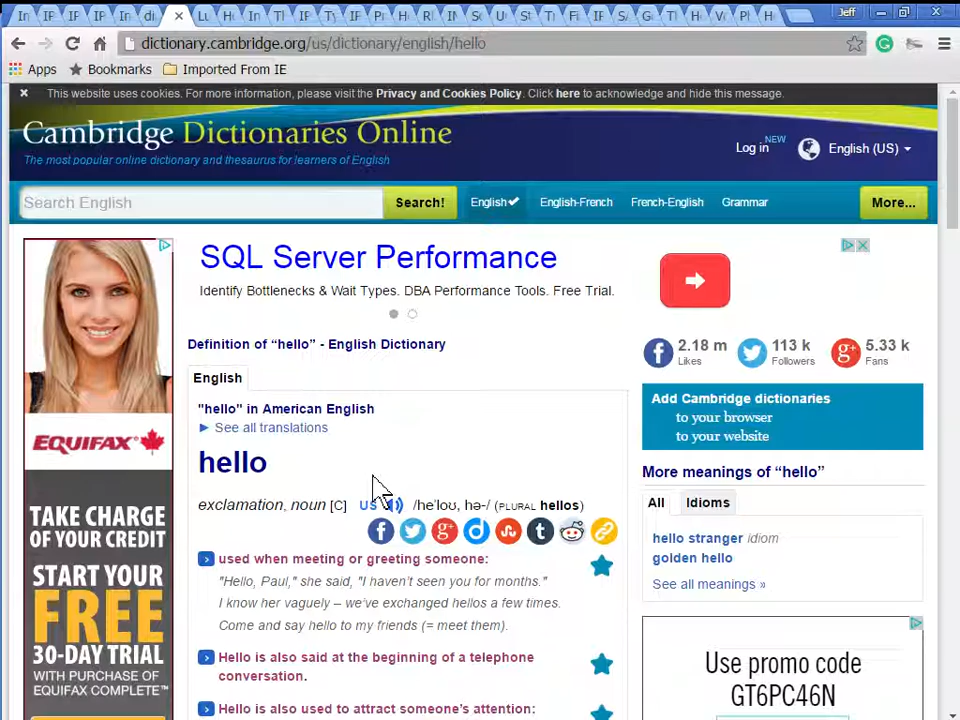 Jeff
dictionary.cambridge.org/us/dictionary/english/hello
Apps Bookmarks Imported From IE
This website uses cookies. For more information, please visit the Privacy and Cookies Policy. Click here to acknowledge and hide this message.
Cambridge Dictionaries Online
The most popular online dictionary and thesaurus for learners of English
Log in NEW English (US)
Search English Search! English English-French French-English Grammar More...
SQL Server Performance
Identify Bottlenecks & Wait Types. DBA Performance Tools. Free Trial.
Definition of “hello” - English Dictionary
English
"hello" in American English
► See all translations
hello
exclamation, noun [C] US /heˈloʊ, hə-/ (PLURAL hellos)
used when meeting or greeting someone:
"Hello, Paul," she said, "I haven’t seen you for months."
I know her vaguely – we’ve exchanged hellos a few times.
Come and say hello to my friends (= meet them).
Hello is also said at the beginning of a telephone
conversation.
Hello is also used to attract someone’s attention:
EQUIFAX
TAKE CHARGE
OF YOUR CREDIT
START YOUR
FREE
30-DAY TRIAL
WITH PURCHASE OF
EQUIFAX COMPLETE™
2.18 m
Likes
113 k
Followers
5.33 k
Fans
Add Cambridge dictionaries
to your browser
to your website
More meanings of “hello”
All Idioms
hello stranger idiom
golden hello
See all meanings »
Use promo code
GT6PC46N